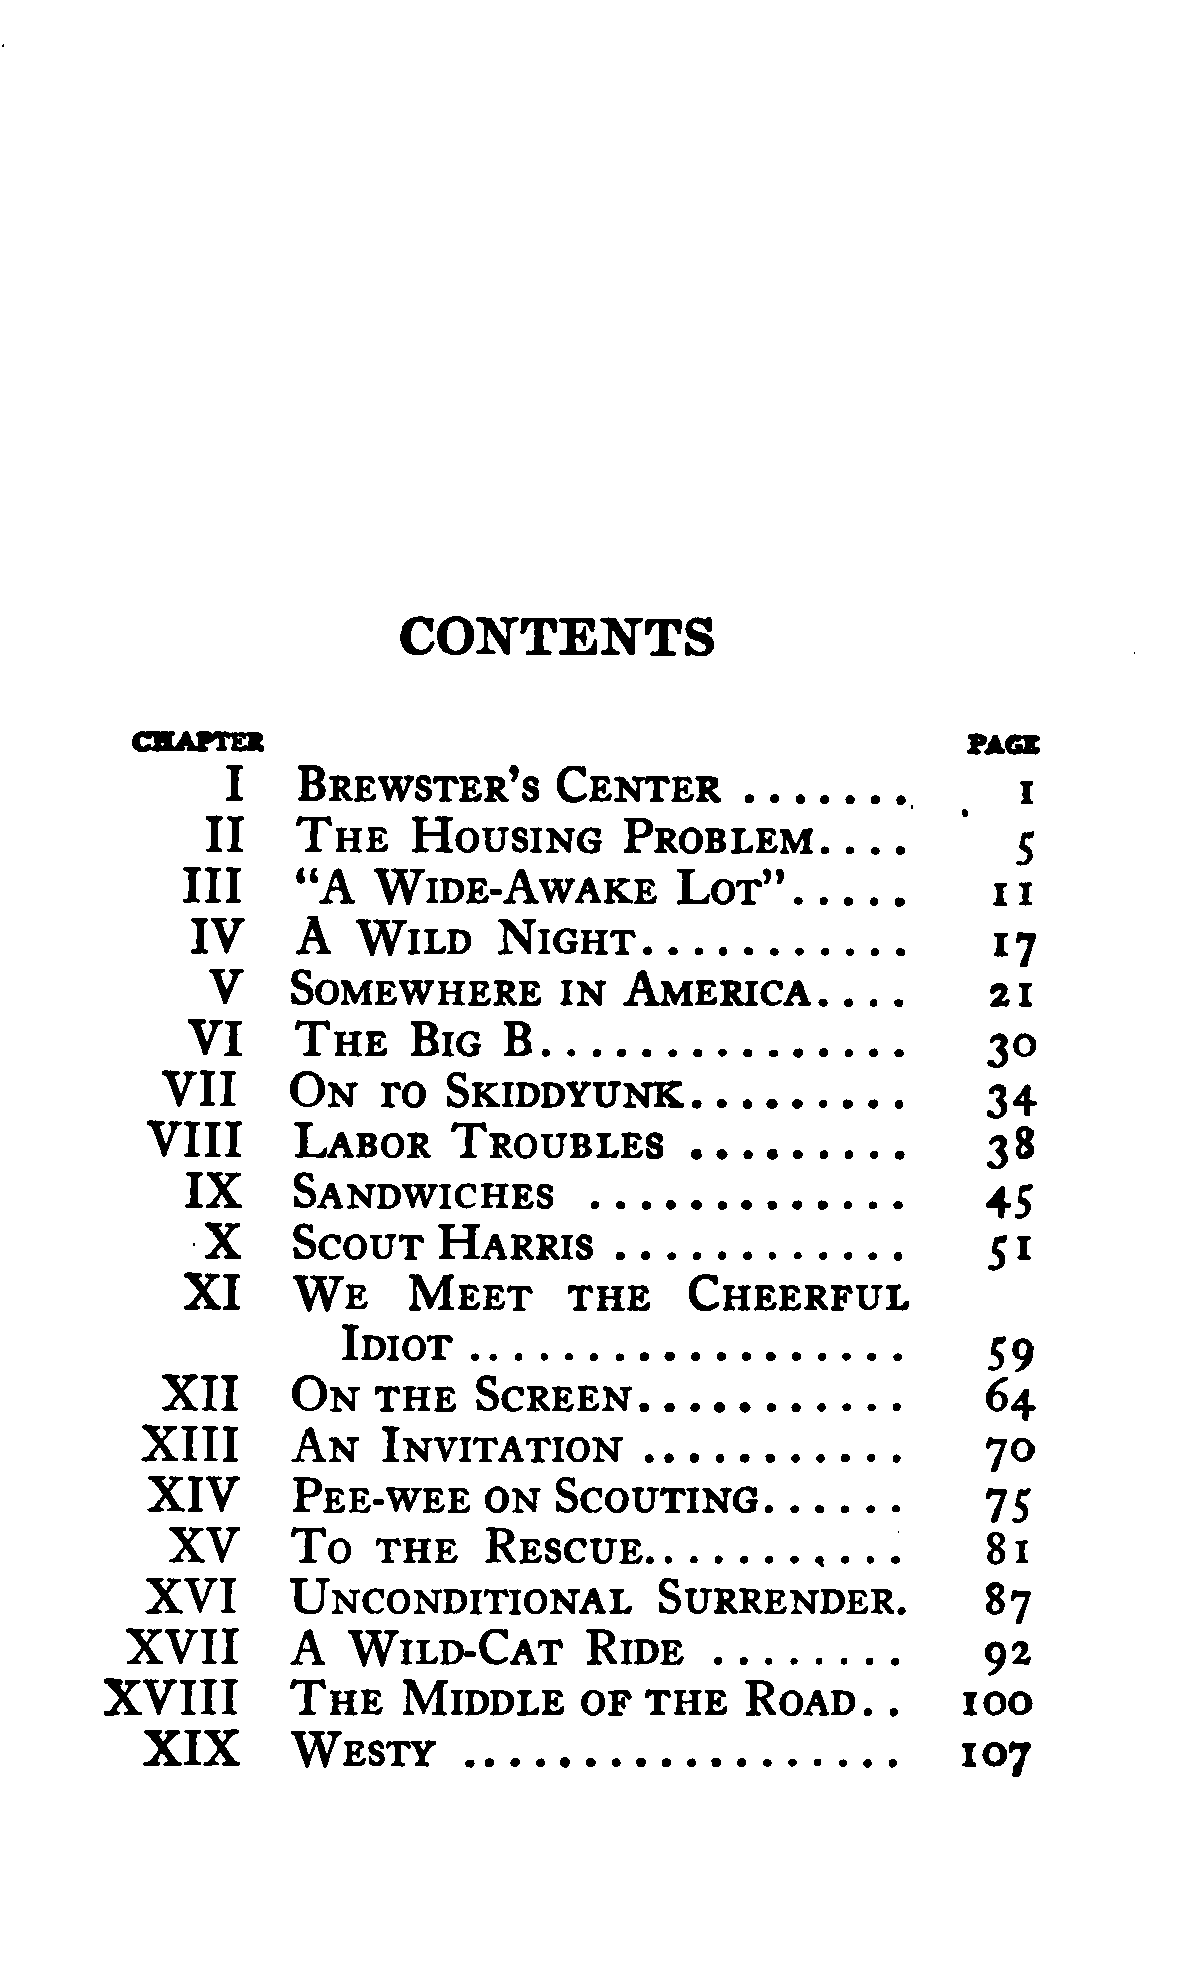 CONTENTS
CHAPTER PAGE
I Brewster's Center ....... 1
II The Housing Problem.... 5
III “A Wide-Awake Lot”..... 11
IV A Wild Night........... 17
V Somewhere in America.... 21
VI The Big B............... 30
VII On to Skiddyunk......... 34
VIII Labor Troubles ......... 38
IX Sandwiches ............. 45
X Scout Harris ............ 51
XI We Meet the Cheerful
Idiot .................. 59
XII On the Screen........... 64
XIII An Invitation ........... 70
XIV Pee-wee on Scouting...... 75
XV To the Rescue........... 81
XVI Unconditional Surrender. 87
XVII A Wild-Cat Ride ........ 92
XVIII The Middle of the Road.. 100
XIX Westy .................. 107